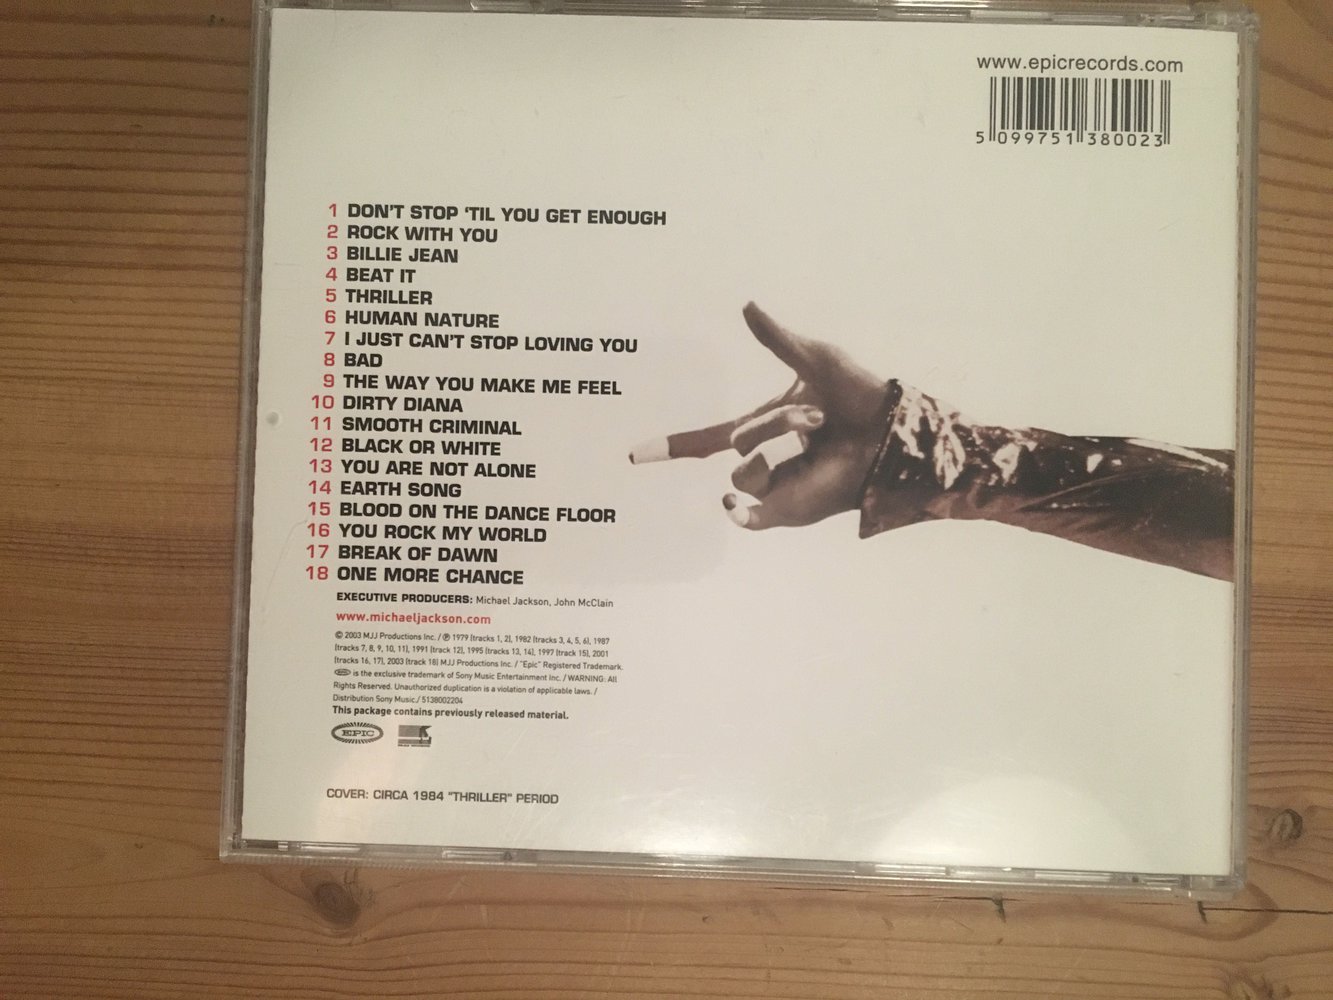 www.epicrecords.com
5 099751 380023
1 DON'T STOP 'TIL YOU GET ENOUGH
2 ROCK WITH YOU
3 BILLIE JEAN
4 BEAT IT
5 THRILLER
6 HUMAN NATURE
7 I JUST CAN'T STOP LOVING YOU
8 BAD
9 THE WAY YOU MAKE ME FEEL
10 DIRTY DIANA
11 SMOOTH CRIMINAL
12 BLACK OR WHITE
13 YOU ARE NOT ALONE
14 EARTH SONG
15 BLOOD ON THE DANCE FLOOR
16 YOU ROCK MY WORLD
17 BREAK OF DAWN
18 ONE MORE CHANCE
EXECUTIVE PRODUCERS: Michael Jackson, John McClain
www.michaeljackson.com
© 2003 MJJ Productions Inc. / ℗ 1979 (tracks 1, 2), 1982 (tracks 3, 4, 5, 6), 1987
(tracks 7, 8, 9, 10, 11), 1991 (track 12), 1995 (tracks 13, 14), 1997 (track 15), 2001
(tracks 16, 17), 2003 (track 18) MJJ Productions Inc. / "Epic" Registered Trademark.
EPIC is the exclusive trademark of Sony Music Entertainment Inc. / WARNING: All
Rights Reserved. Unauthorized duplication is a violation of applicable laws. /
Distribution Sony Music./ 5138002204
This package contains previously released material.
EPIC
COVER: CIRCA 1984 "THRILLER" PERIOD